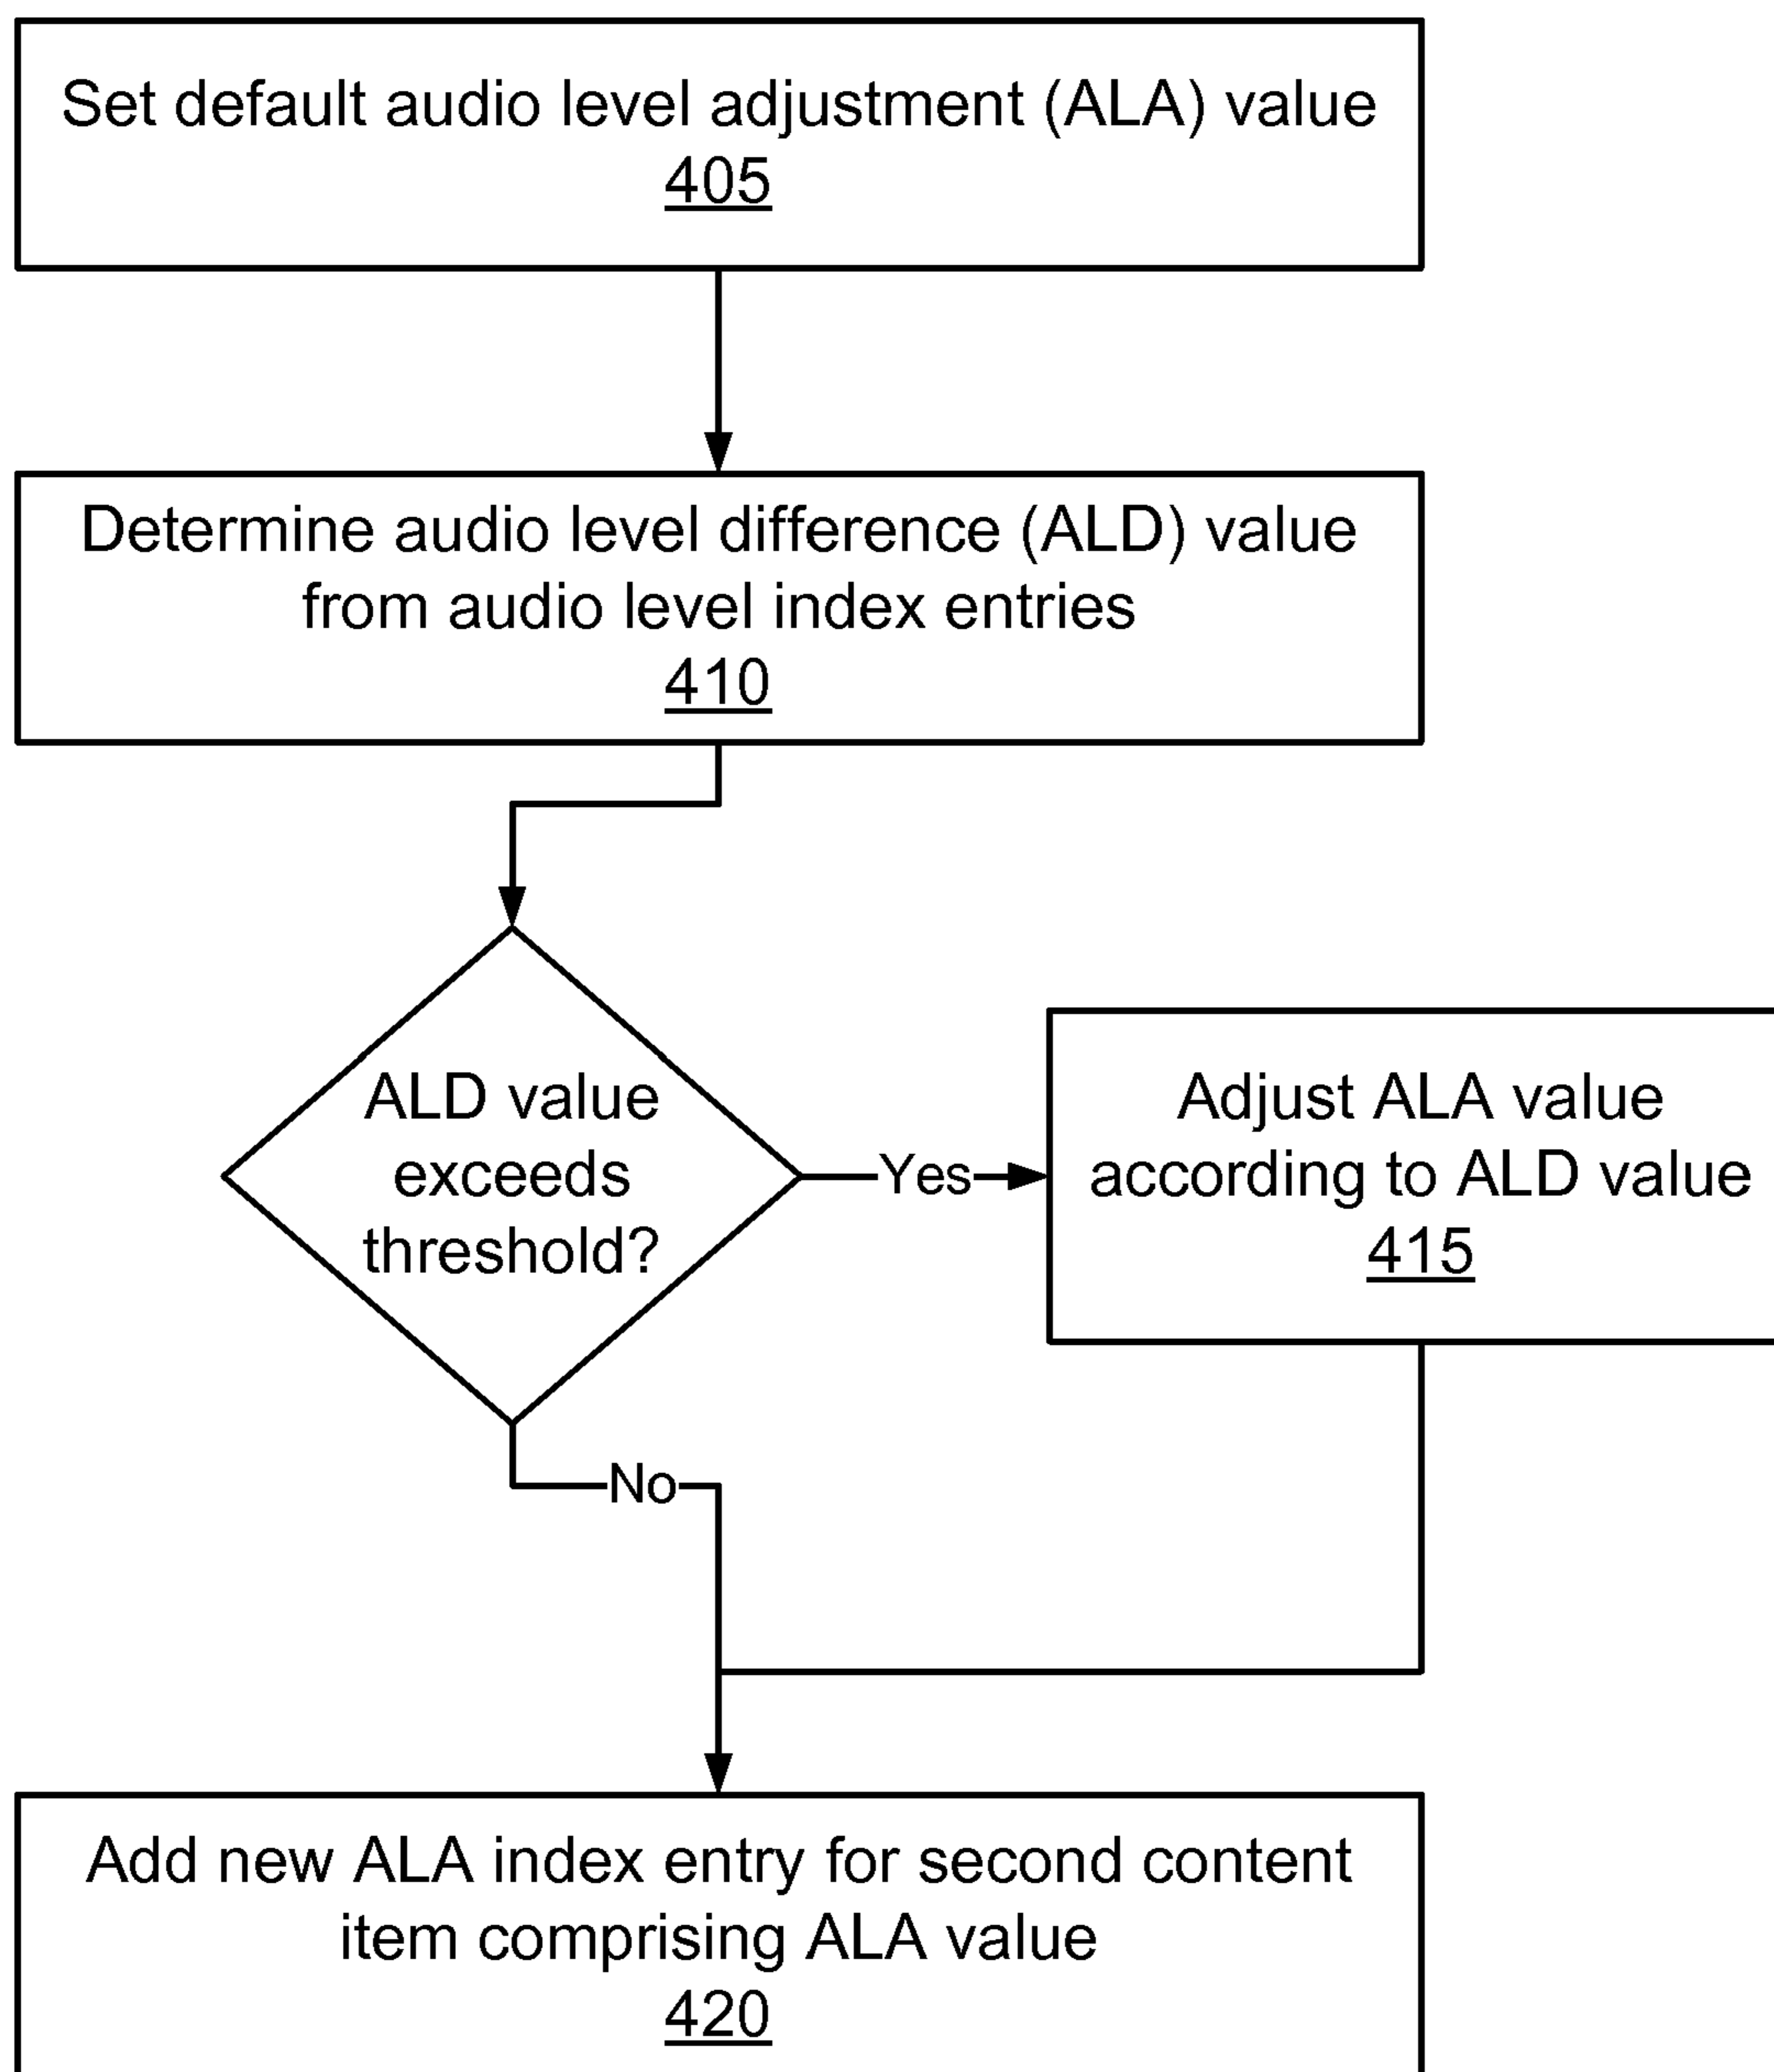 Set default audio level adjustment (ALA) value
405
Determine audio level difference (ALD) value
from audio level index entries
410
ALD value
exceeds
threshold?
Yes
Adjust ALA value
according to ALD value
415
No
Add new ALA index entry for second content
item comprising ALA value
420